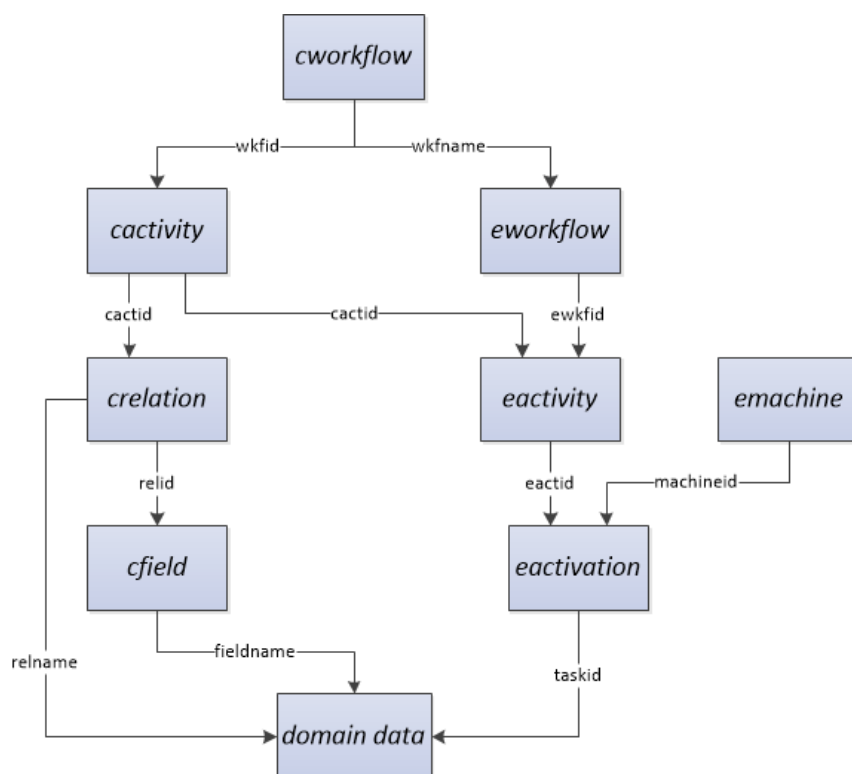 cworkflow
wkfid
wkfname
cactivity
eworkflow
cactid
cactid
ewkfid
crelation
eactivity
emachine
relid
eactid
machineid
cfield
eactivation
fieldname
relname
taskid
domain data